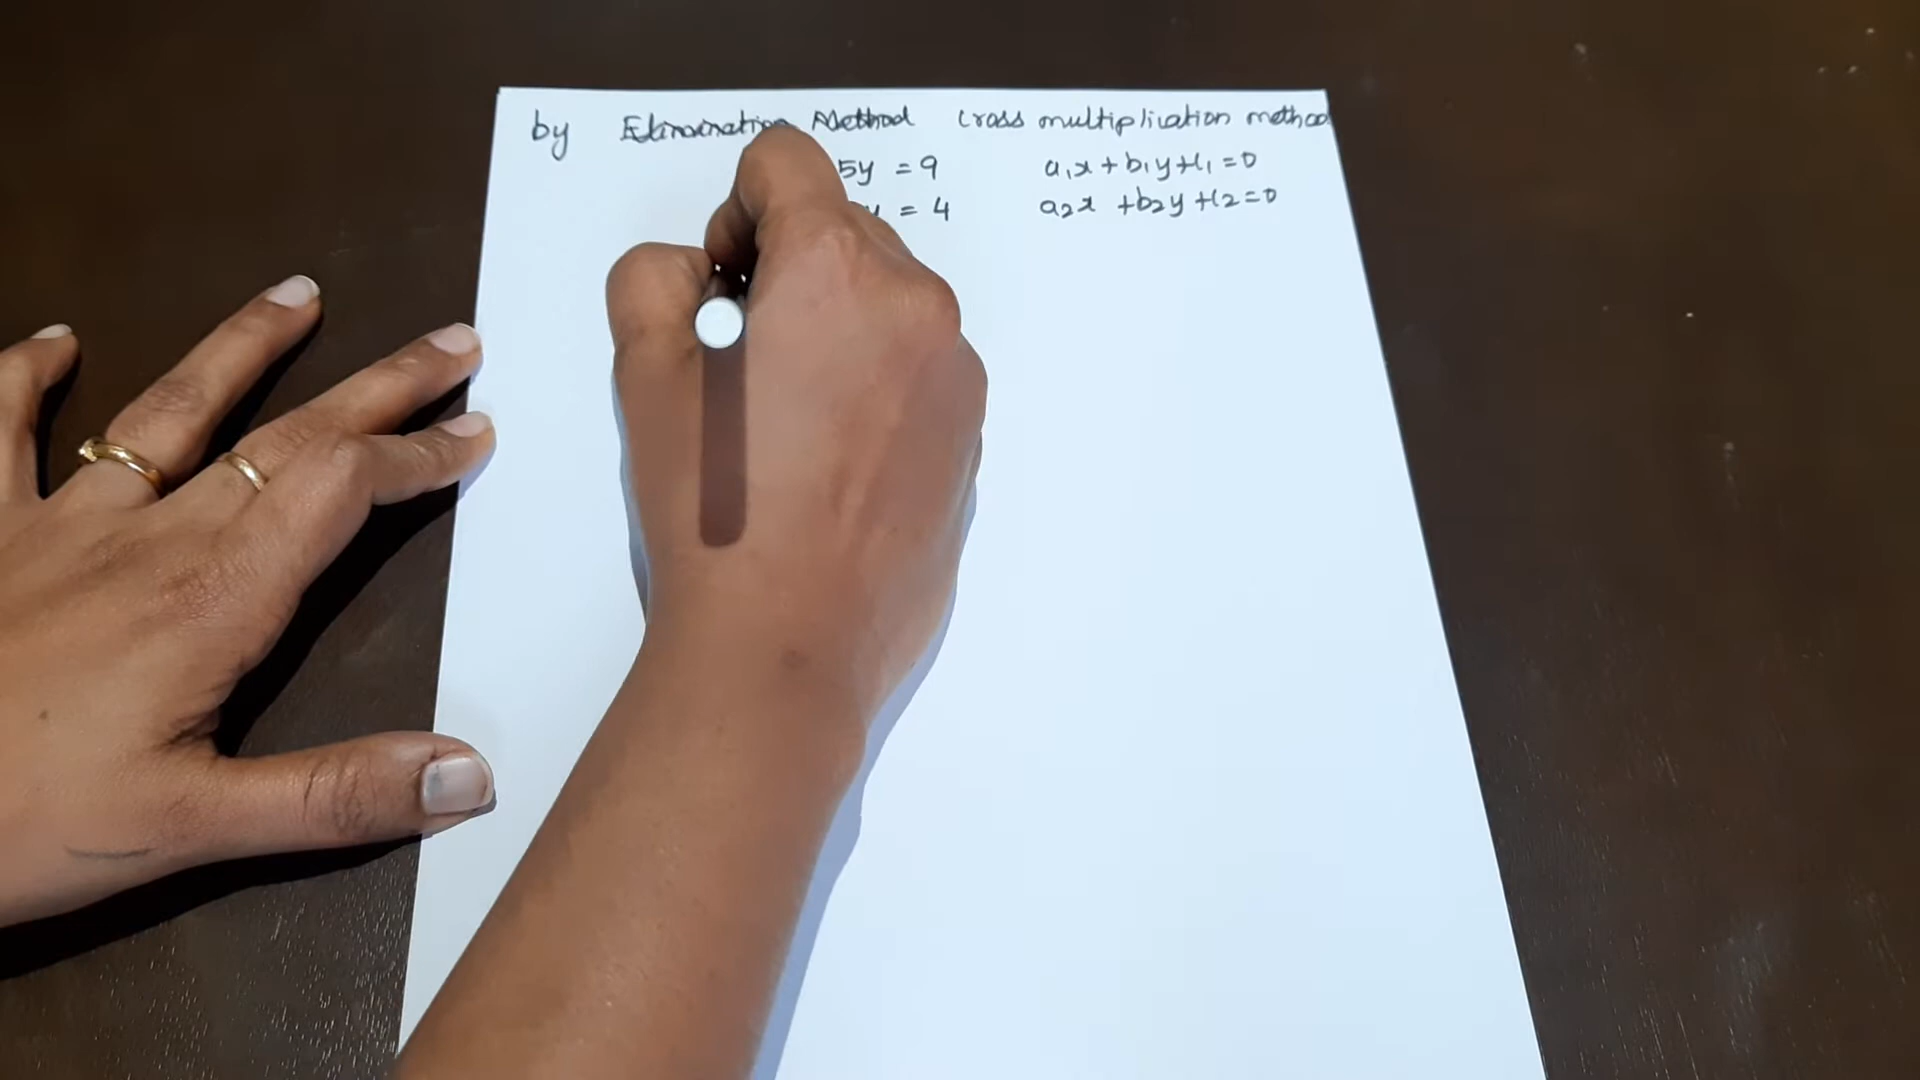 by Elimination Method Cross multiplication method
5y = 9 a₁x + b₁y + c₁ = 0
y = 4 a₂x + b₂y + c₂ = 0